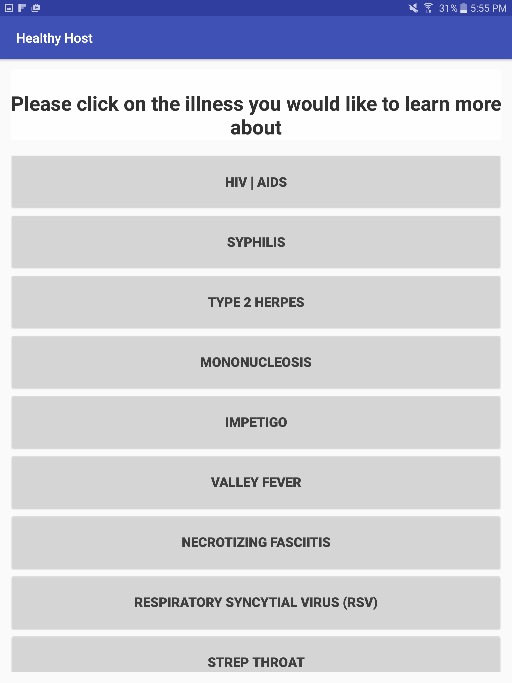 31% 5:55 PM
Healthy Host
Please click on the illness you would like to learn more
about
HIV | AIDS
SYPHILIS
TYPE 2 HERPES
MONONUCLEOSIS
IMPETIGO
VALLEY FEVER
NECROTIZING FASCIITIS
RESPIRATORY SYNCYTIAL VIRUS (RSV)
STREP THROAT